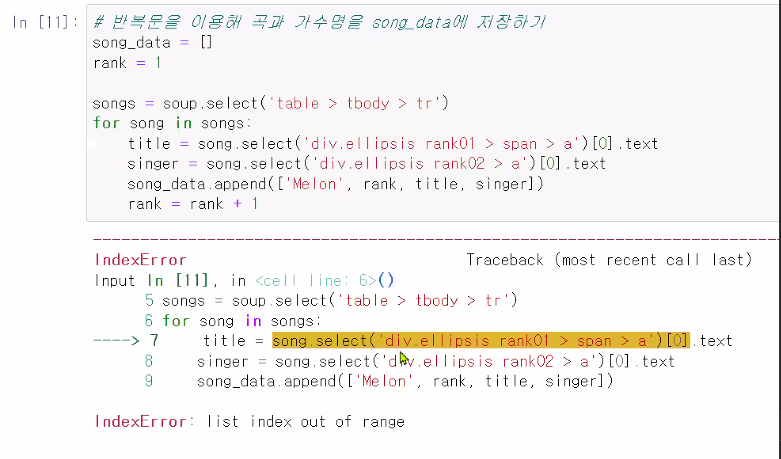 In [11]: # 반복문을 이용해 곡과 가수명을 song_data에 저장하기
song_data = []
rank = 1
songs = soup.select('table > tbody > tr')
for song in songs:
title = song.select('div.ellipsis rank01 > span > a')[0].text
singer = song.select('div.ellipsis rank02 > a')[0].text
song_data.append(['Melon', rank, title, singer])
rank = rank + 1
---------------------------------------------------------------------------
IndexError Traceback (most recent call last)
Input In [11], in <cell line: 6>()
5 songs = soup.select('table > tbody > tr')
6 for song in songs:
----> 7 title = song.select('div.ellipsis rank01 > span > a')[0].text
8 singer = song.select('div.ellipsis rank02 > a')[0].text
9 song_data.append(['Melon', rank, title, singer])
IndexError: list index out of range